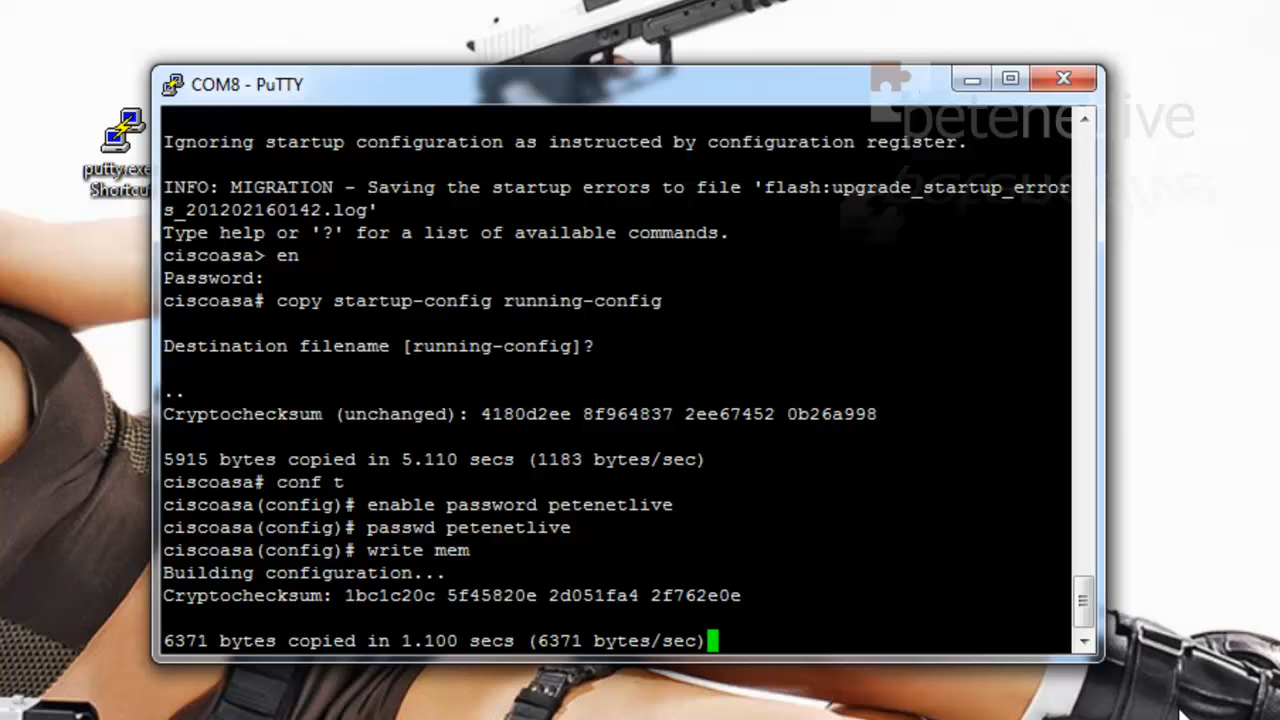 COM8 - PuTTY
petenetlive
putty.exe
Shortcut
Ignoring startup configuration as instructed by configuration register.
INFO: MIGRATION - Saving the startup errors to file 'flash:upgrade_startup_error
s_201202160142.log'
Type help or '?' for a list of available commands.
ciscoasa> en
Password:
ciscoasa# copy startup-config running-config
Destination filename [running-config]?
..
Cryptochecksum (unchanged): 4180d2ee 8f964837 2ee67452 0b26a998
5915 bytes copied in 5.110 secs (1183 bytes/sec)
ciscoasa# conf t
ciscoasa(config)# enable password petenetlive
ciscoasa(config)# passwd petenetlive
ciscoasa(config)# write mem
Building configuration...
Cryptochecksum: 1bc1c20c 5f45820e 2d051fa4 2f762e0e
6371 bytes copied in 1.100 secs (6371 bytes/sec)